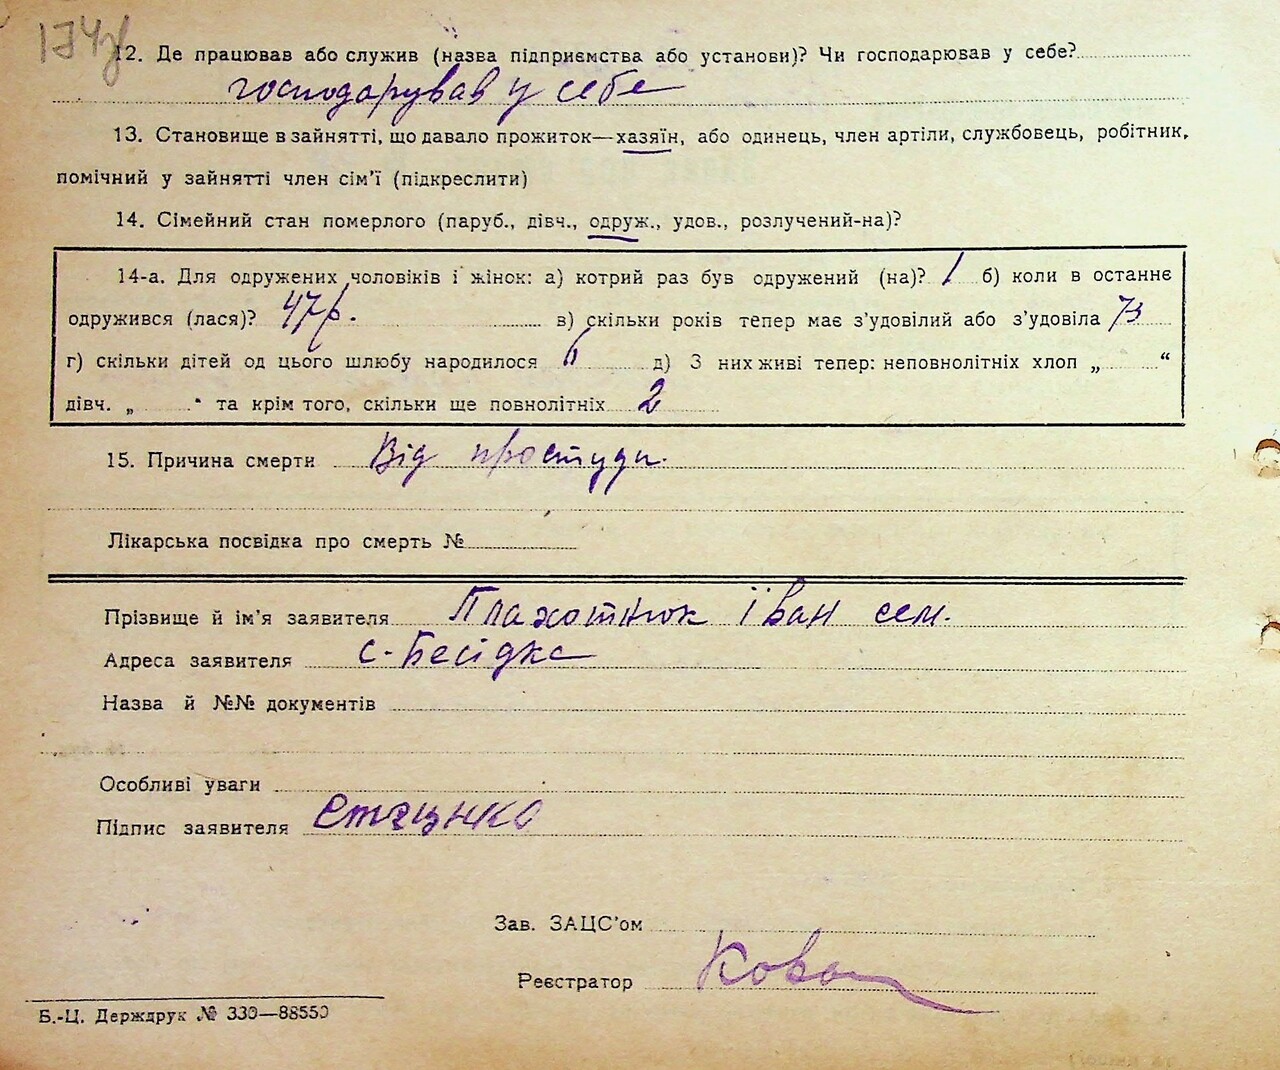 174зв
12. Де працював або служив (назва підприємства або установи)? Чи господарював у себе?
господарував у себе
13. Становище в зайнятті, що давало прожиток—хазяїн, або одинець, член артіли, службовець, робітник,
помічний у зайнятті член сім'ї (підкреслити)
14. Сімейний стан померлого (паруб., дівч., одруж., удов., розлучений-на)?
14-а. Для одружених чоловіків і жінок: а) котрий раз був одружений (на)? 1 б) коли в останнє
одружився (лася)? 47р. в) скільки років тепер має з'удовілий або з'удовіла 73
г) скільки дітей од цього шлюбу народилося 6 д) З них живі тепер: неповнолітніх хлоп „ “
дівч. „ “ та крім того, скільки ще повнолітніх 2
15. Причина смерти Від простуди.
Лікарська посвідка про смерть №
Прізвище й ім'я заявителя Плахотнюк Іван сем.
Адреса заявителя с. Бесідка
Назва й №№ документів
Особливі уваги
Підпис заявителя Стаценко
Зав. ЗАЦС'ом
Реєстратор
Б.-Ц. Держдрук № 330—88550